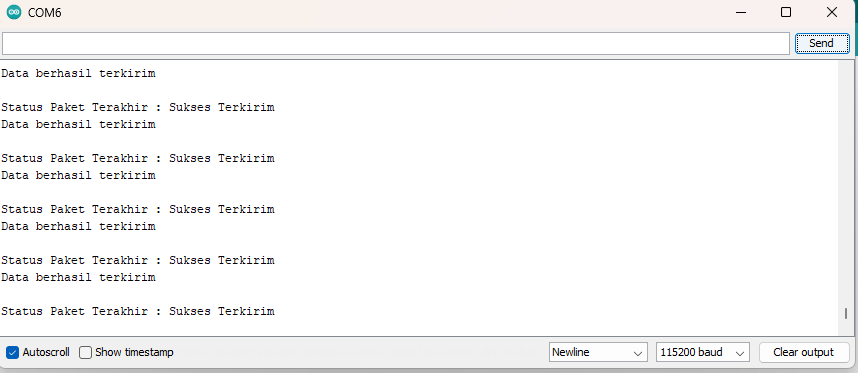 COM6
Send
Data berhasil terkirim
Status Paket Terakhir : Sukses Terkirim
Data berhasil terkirim
Status Paket Terakhir : Sukses Terkirim
Data berhasil terkirim
Status Paket Terakhir : Sukses Terkirim
Data berhasil terkirim
Status Paket Terakhir : Sukses Terkirim
Data berhasil terkirim
Status Paket Terakhir : Sukses Terkirim
Autoscroll Show timestamp Newline 115200 baud Clear output